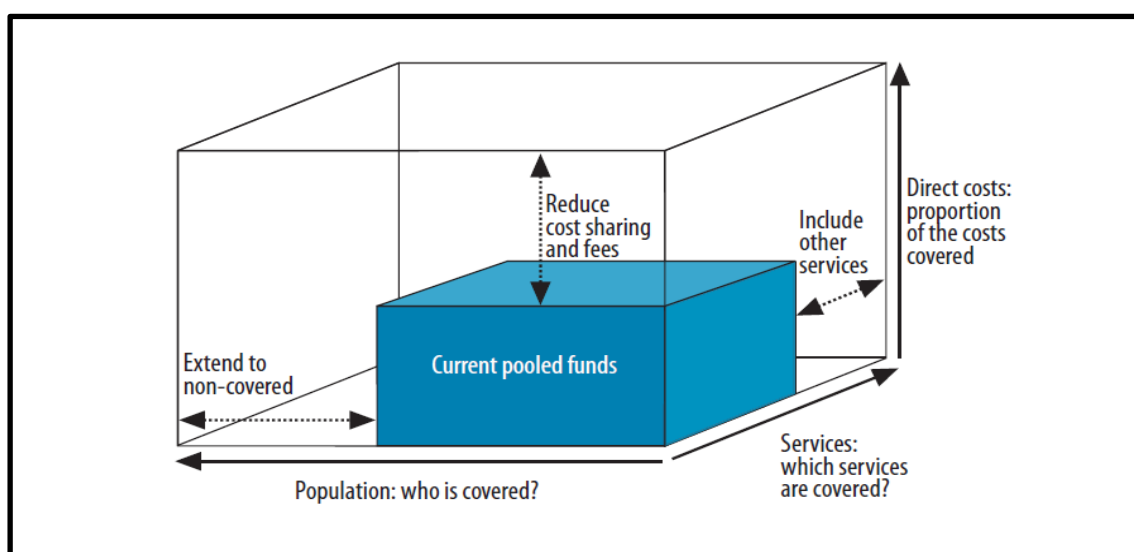 Reduce
cost sharing
and fees
Include
other
services
Direct costs:
proportion
of the costs
covered
Extend to
non-covered
Current pooled funds
Services:
which services
are covered?
Population: who is covered?